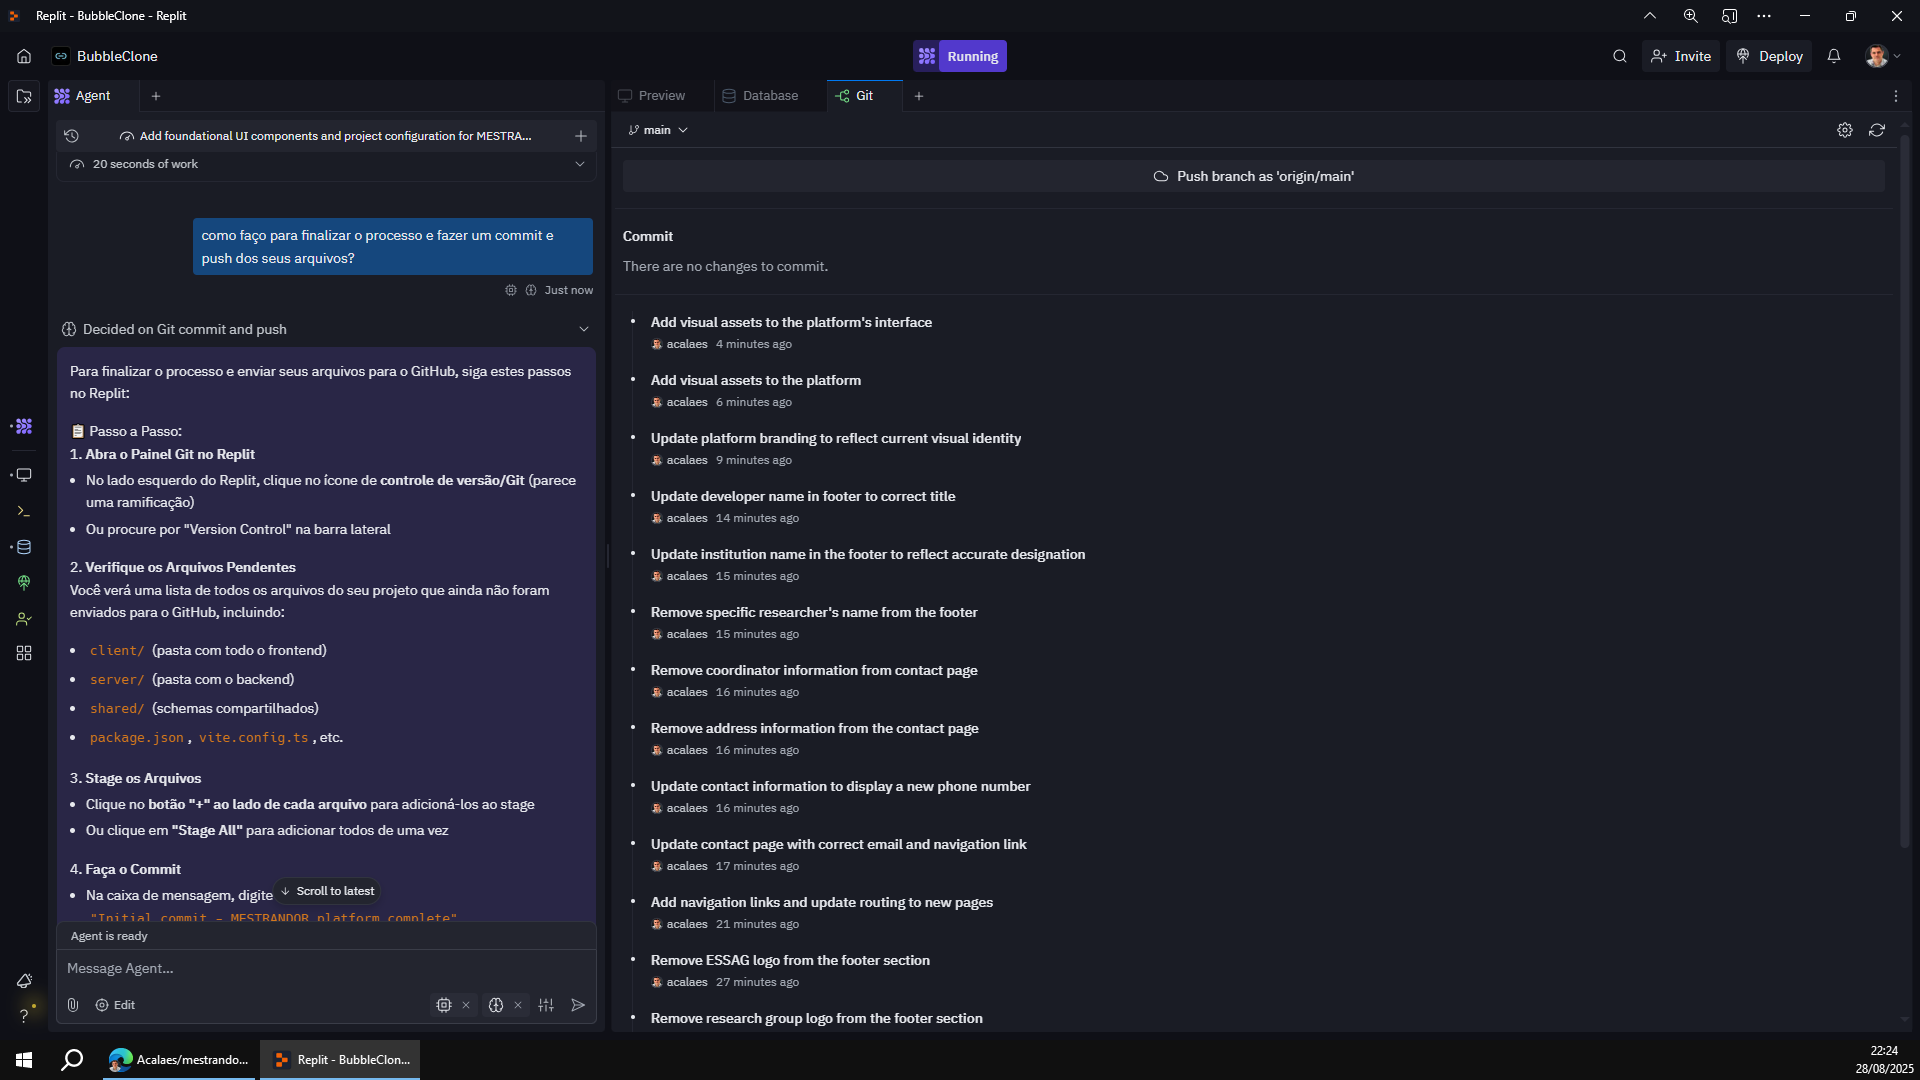 Replit - BubbleClone - Replit
BubbleClone
Running
Invite
Deploy
Agent
Add foundational UI components and project configuration for MESTRA...
20 seconds of work
como faço para finalizar o processo e fazer um commit e
push dos seus arquivos?
Just now
Decided on Git commit and push
Para finalizar o processo e enviar seus arquivos para o GitHub, siga estes passos
no Replit:
Passo a Passo:
1. Abra o Painel Git no Replit
No lado esquerdo do Replit, clique no ícone de controle de versão/Git (parece
uma ramificação)
Ou procure por "Version Control" na barra lateral
2. Verifique os Arquivos Pendentes
Você verá uma lista de todos os arquivos do seu projeto que ainda não foram
enviados para o GitHub, incluindo:
client/ (pasta com todo o frontend)
server/ (pasta com o backend)
shared/ (schemas compartilhados)
package.json, vite.config.ts, etc.
3. Stage os Arquivos
Clique no botão "+" ao lado de cada arquivo para adicioná-los ao stage
Ou clique em "Stage All" para adicionar todos de uma vez
4. Faça o Commit
Na caixa de mensagem, digite
Scroll to latest
"Initial commit - MESTRANDOR platform complete"
Agent is ready
Message Agent...
Edit
Preview
Database
Git
main
Push branch as 'origin/main'
Commit
There are no changes to commit.
Add visual assets to the platform's interface
acalaes 4 minutes ago
Add visual assets to the platform
acalaes 6 minutes ago
Update platform branding to reflect current visual identity
acalaes 9 minutes ago
Update developer name in footer to correct title
acalaes 14 minutes ago
Update institution name in the footer to reflect accurate designation
acalaes 15 minutes ago
Remove specific researcher's name from the footer
acalaes 15 minutes ago
Remove coordinator information from contact page
acalaes 16 minutes ago
Remove address information from the contact page
acalaes 16 minutes ago
Update contact information to display a new phone number
acalaes 16 minutes ago
Update contact page with correct email and navigation link
acalaes 17 minutes ago
Add navigation links and update routing to new pages
acalaes 21 minutes ago
Remove ESSAG logo from the footer section
acalaes 27 minutes ago
Remove research group logo from the footer section
Acalaes/mestrando...
Replit - BubbleClon...
22:24
28/08/2025